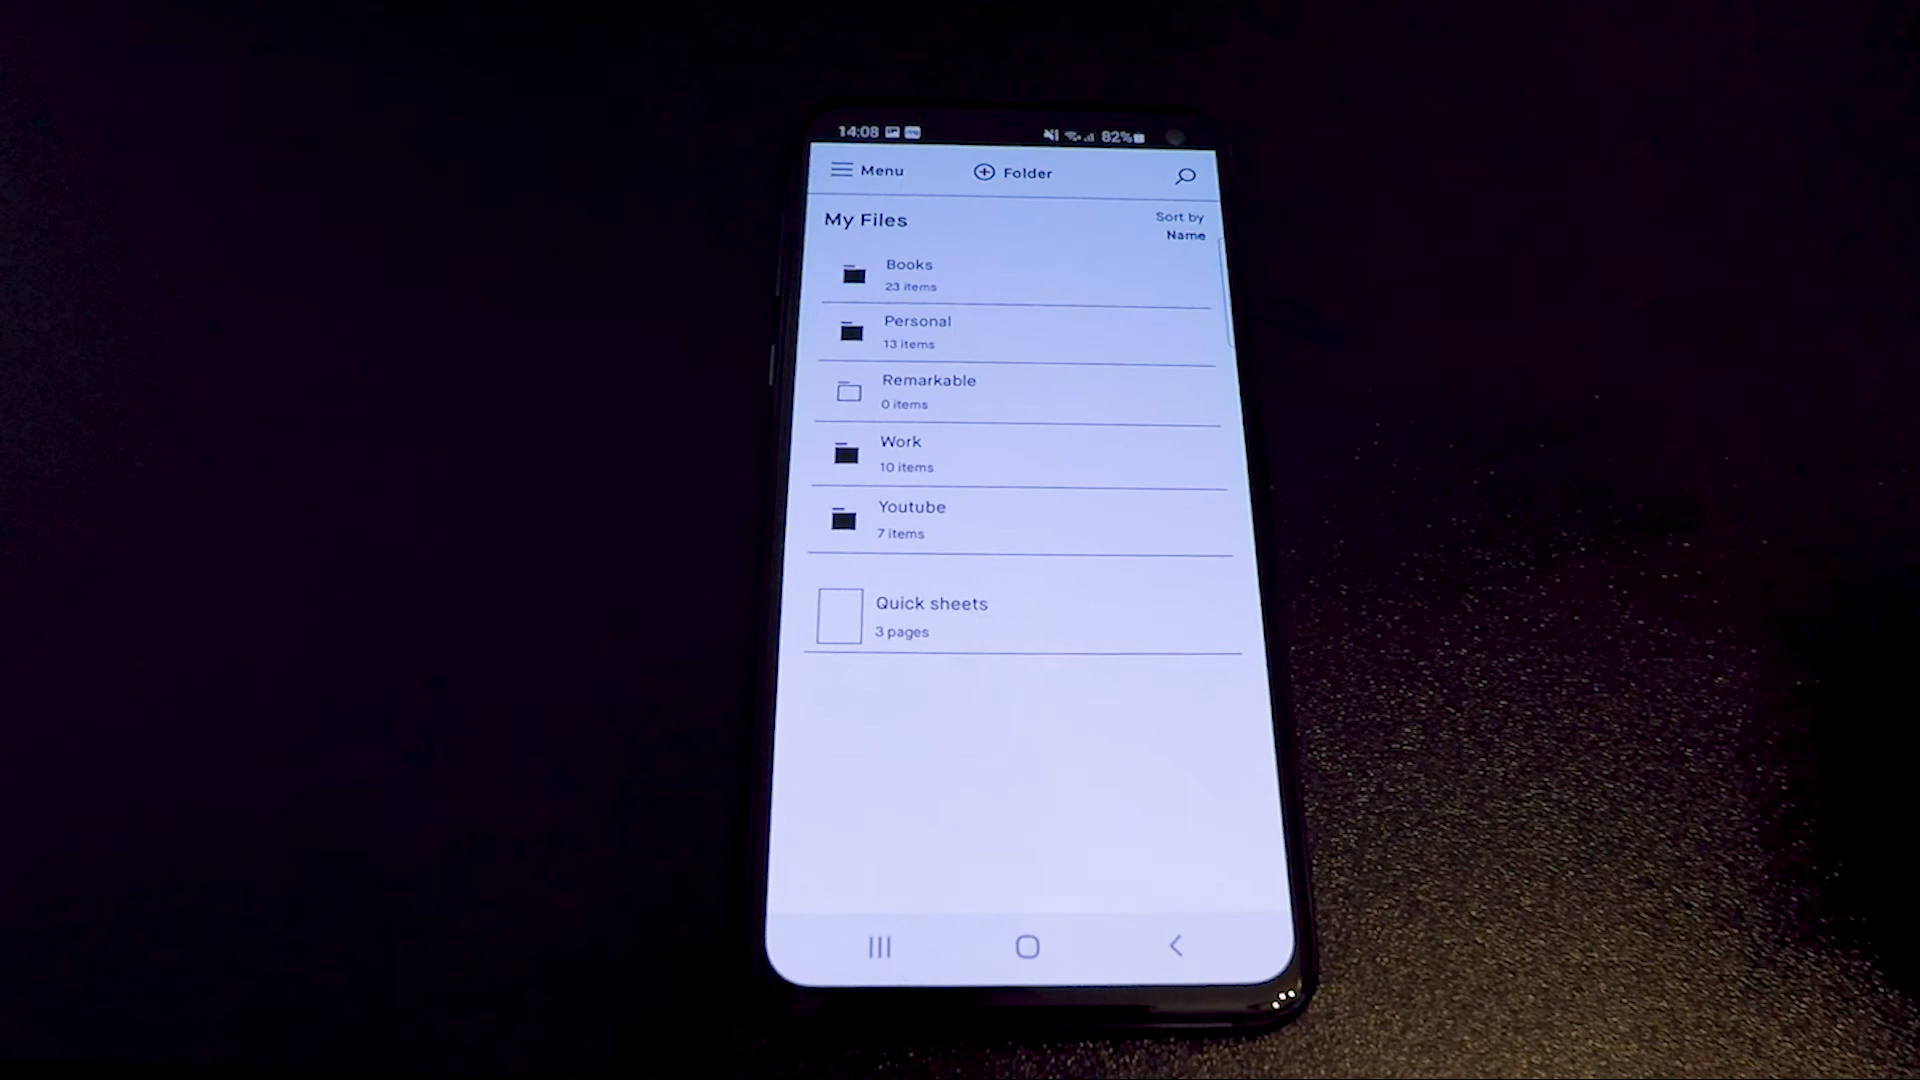 14:08 82%
Menu Folder
My Files
Sort by
Name
Books
23 items
Personal
13 items
Remarkable
0 items
Work
10 items
Youtube
7 items
Quick sheets
3 pages